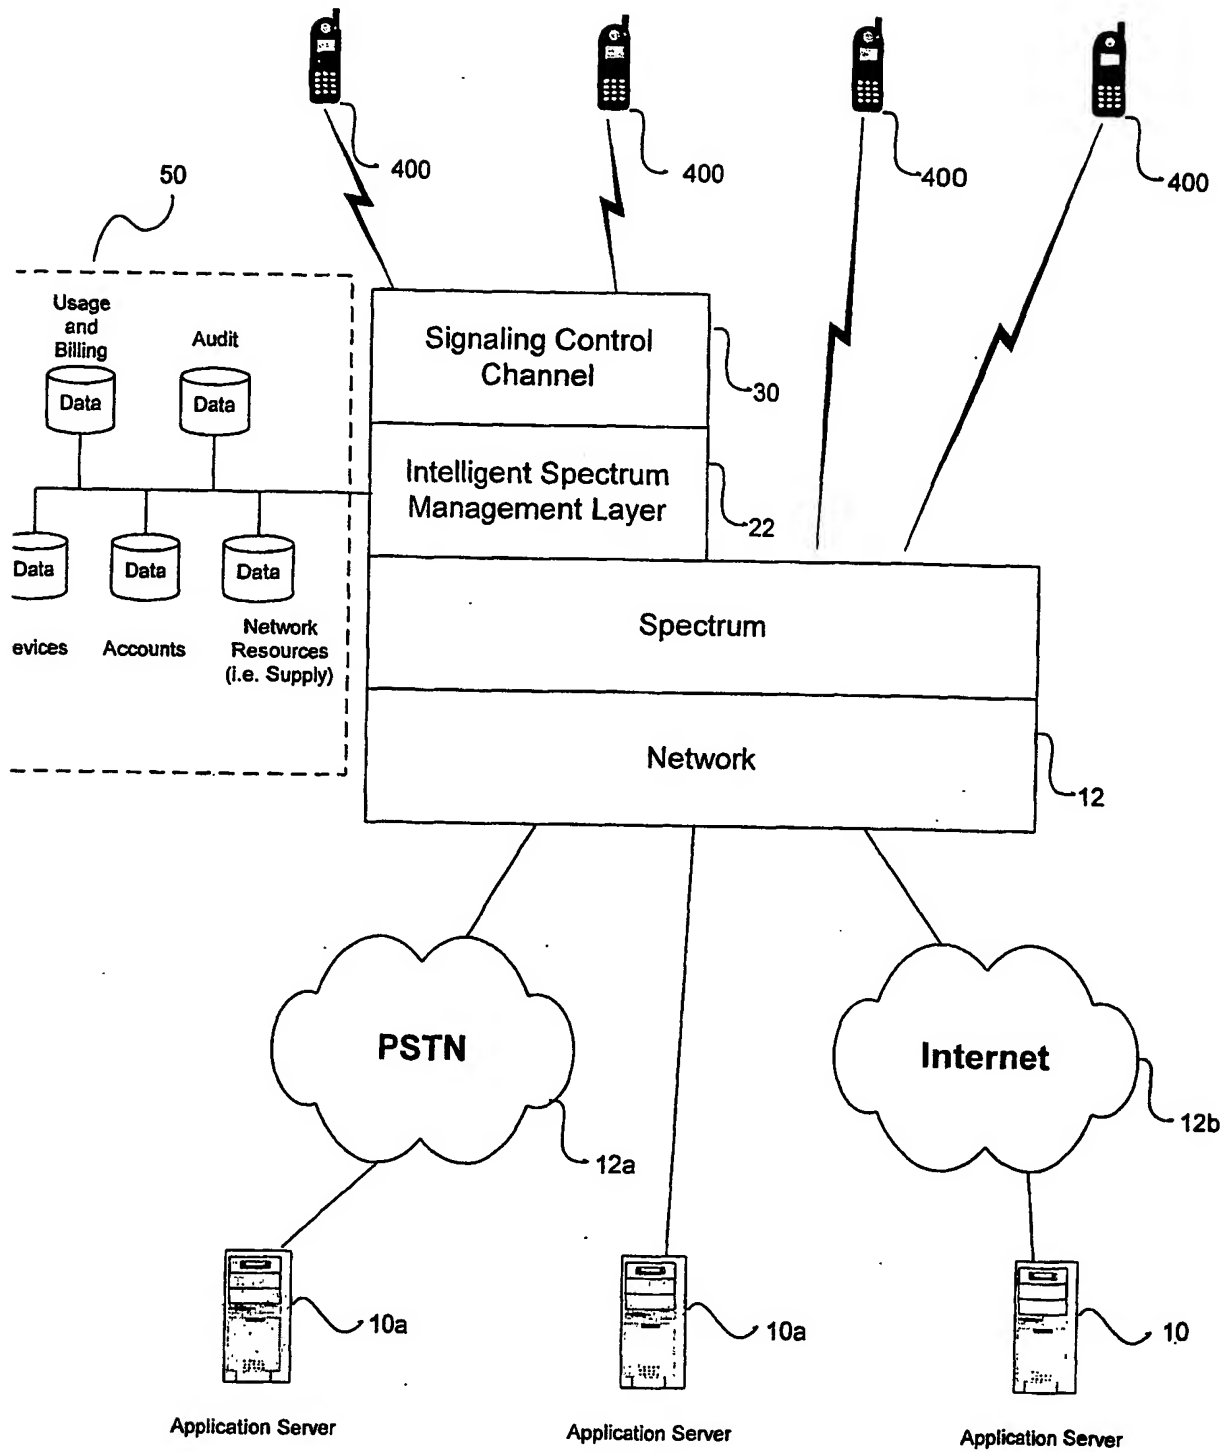 400
400
400
400
50
Usage
and
Billing
Audit
Data
Data
Signaling Control
Channel
30
Intelligent Spectrum
Management Layer
22
Data
Data
Data
evices
Accounts
Network
Resources
(i.e. Supply)
Spectrum
Network
12
PSTN
12a
Internet
12b
10a
10a
10
Application Server
Application Server
Application Server